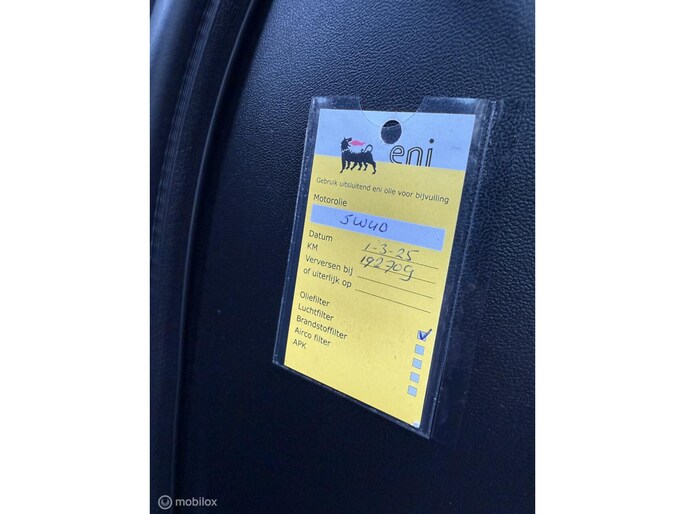 eni
Gebruik uitsluitend eni olie voor bijvulling
Motorolie
5W40
Datum 1-3-25
KM 192709
Verversen bij
of uiterlijk op
Oliefilter
Luchtfilter
Brandstoffilter
Airco filter
APK
mobilox